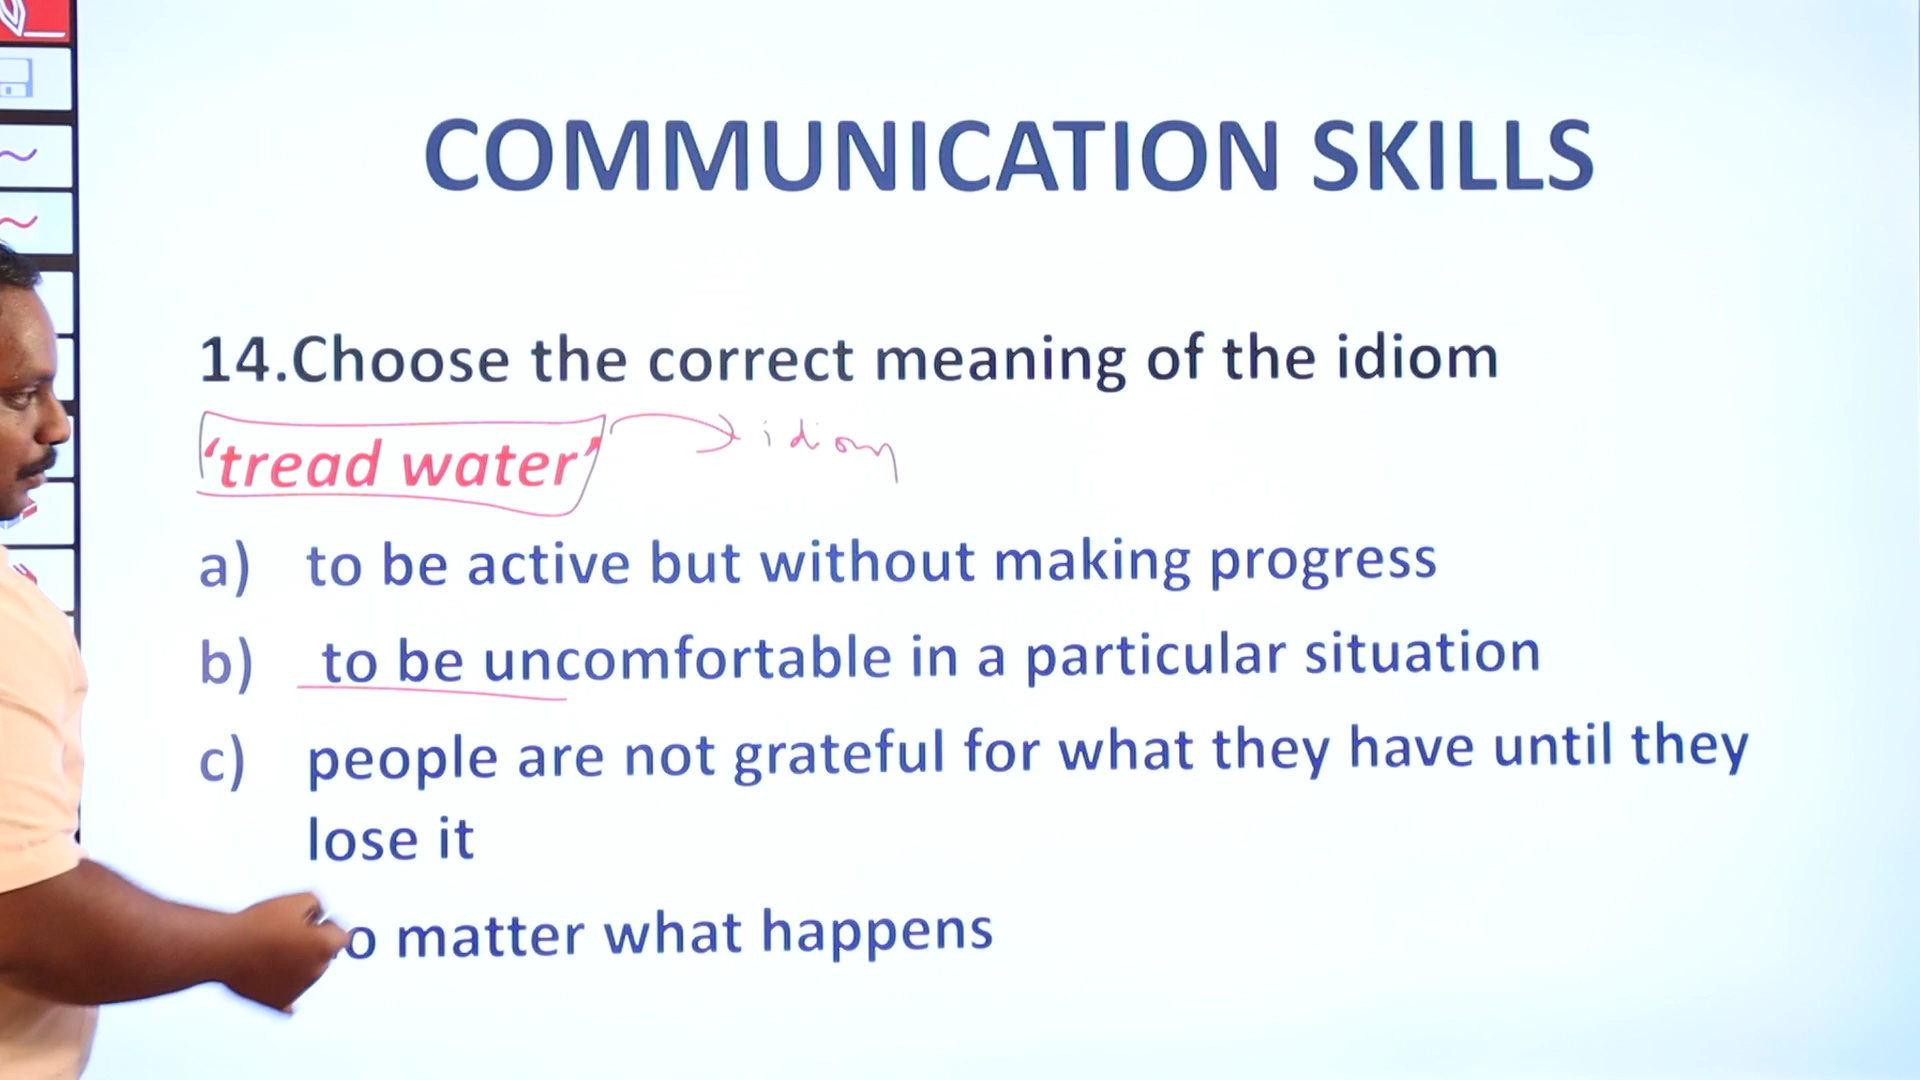 COMMUNICATION SKILLS
14.Choose the correct meaning of the idiom
‘tread water’ idiom
a) to be active but without making progress
b) to be uncomfortable in a particular situation
c) people are not grateful for what they have until they
lose it
matter what happens